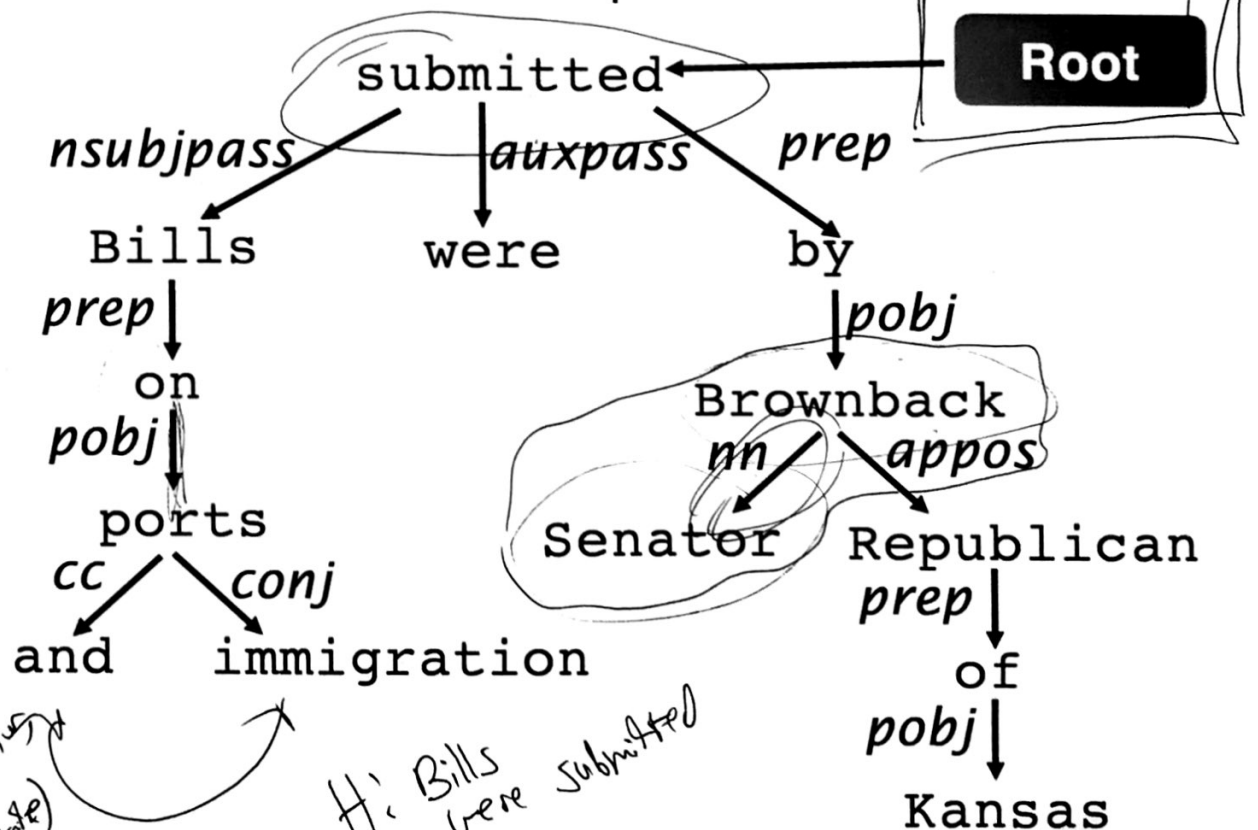 submitted
Root
nsubjpass
auxpass
prep
Bills
were
by
prep
pobj
on
Brownback
pobj
nn
appos
ports
Senator
Republican
cc
conj
prep
and
immigration
of
pobj
H: Bills
were submitted
Kansas